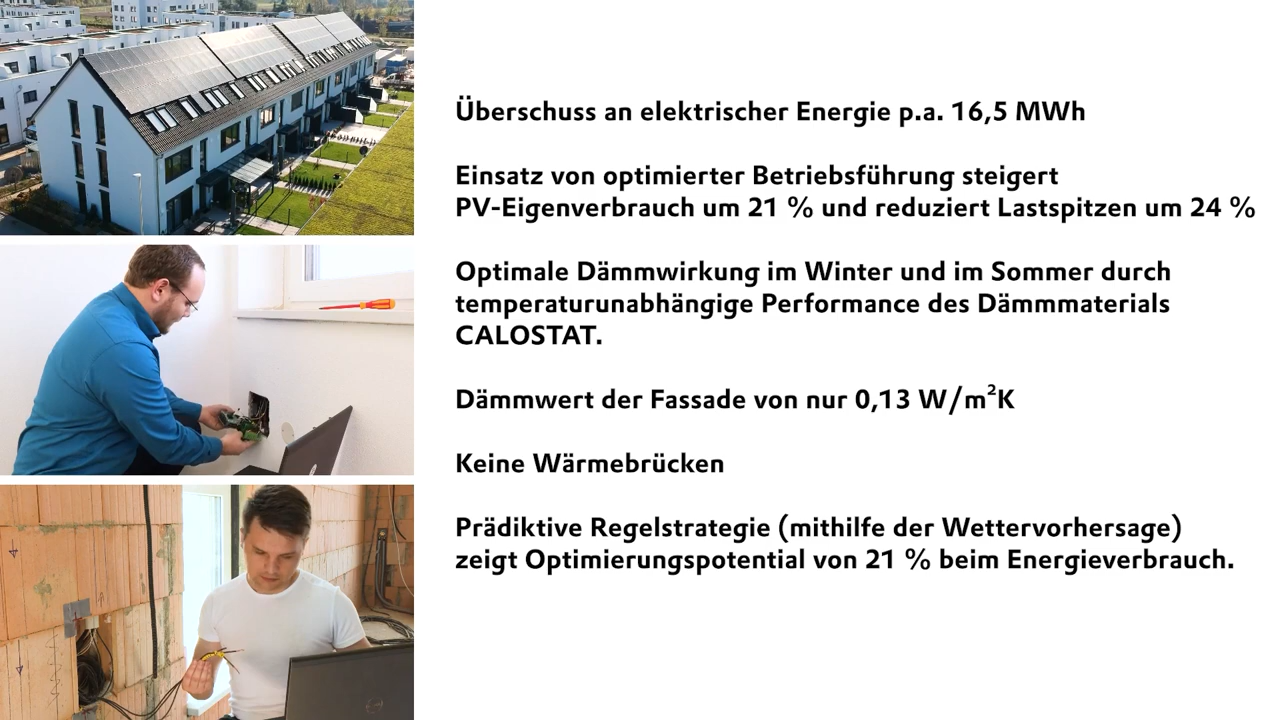 Überschuss an elektrischer Energie p.a. 16,5 MWh
Einsatz von optimierter Betriebsführung steigert
PV-Eigenverbrauch um 21 % und reduziert Lastspitzen um 24 %
Optimale Dämmwirkung im Winter und im Sommer durch
temperaturunabhängige Performance des Dämmmaterials
CALOSTAT.
Dämmwert der Fassade von nur 0,13 W/m²K
Keine Wärmebrücken
Prädiktive Regelstrategie (mithilfe der Wettervorhersage)
zeigt Optimierungspotential von 21 % beim Energieverbrauch.